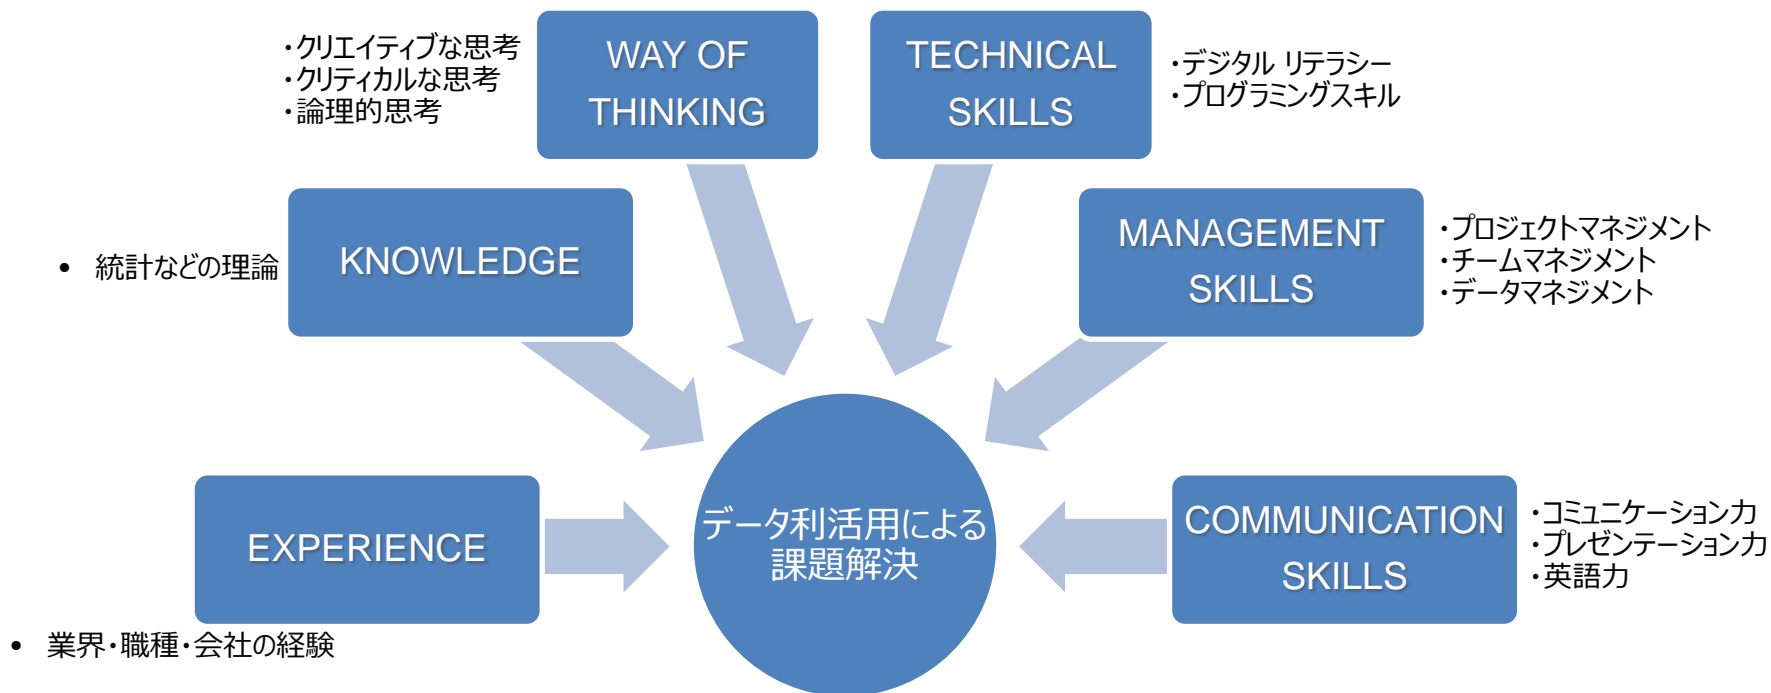 ・クリエイティブな思考
・クリティカルな思考
・論理的思考
WAY OF
THINKING
TECHNICAL
SKILLS
・デジタル リテラシー
・プログラミングスキル
• 統計などの理論
KNOWLEDGE
MANAGEMENT
SKILLS
・プロジェクトマネジメント
・チームマネジメント
・データマネジメント
EXPERIENCE
• 業界・職種・会社の経験
データ利活用による
課題解決
COMMUNICATION
SKILLS
・コミュニケーション力
・プレゼンテーション力
・英語力